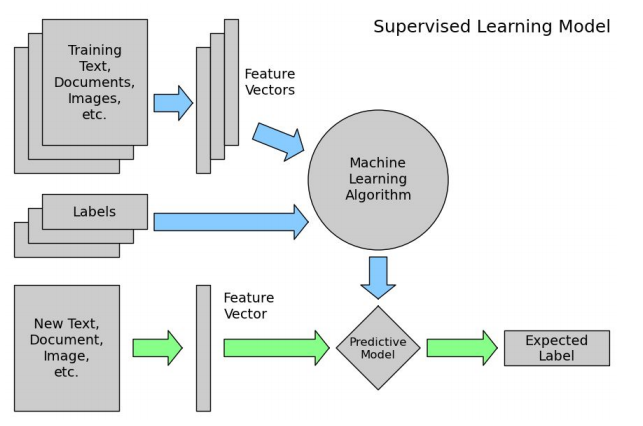 Supervised Learning Model
Training
Text,
Documents,
Images,
etc.
Feature
Vectors
Machine
Learning
Algorithm
Labels
New Text,
Document,
Image,
etc.
Feature
Vector
Predictive
Model
Expected
Label